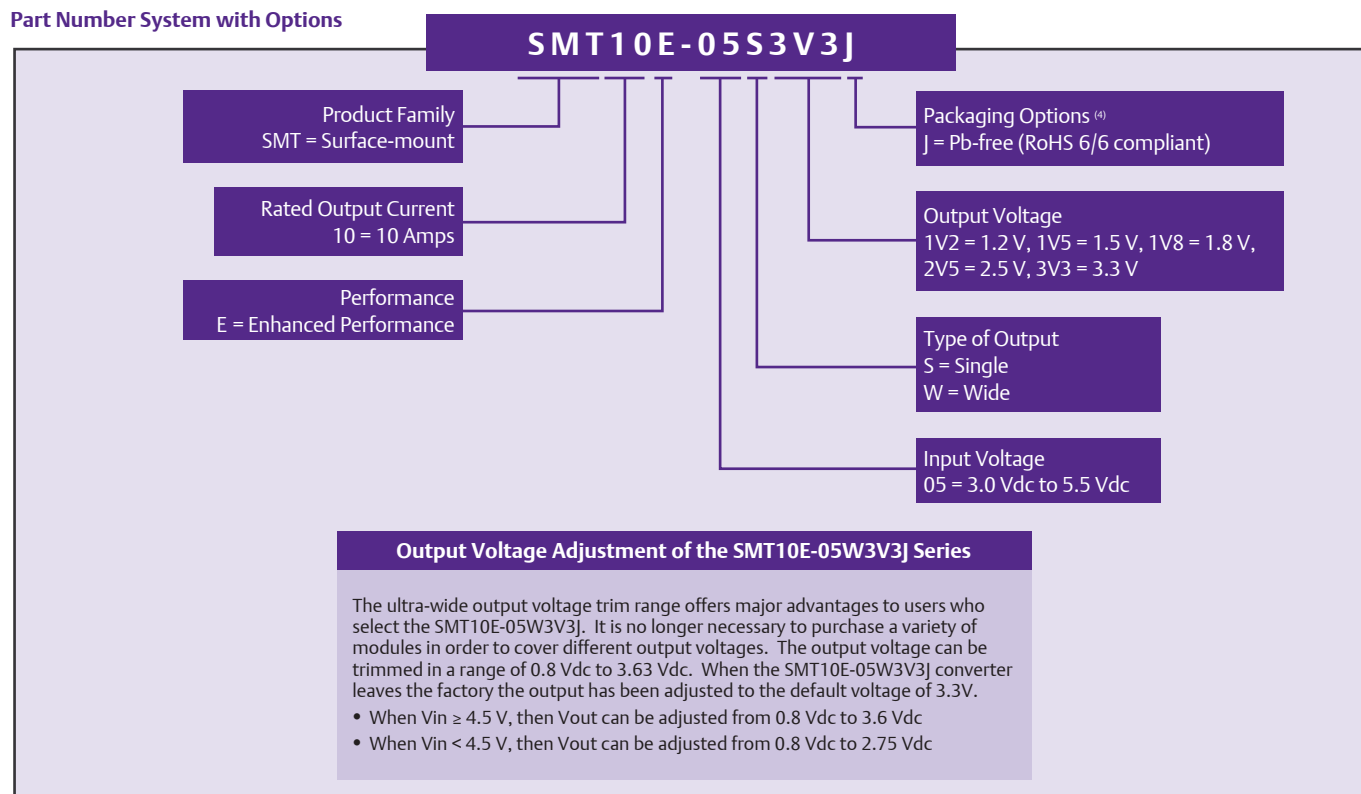 Part Number System with Options
SMT10E-05S3V3J
Product Family
SMT = Surface-mount
Rated Output Current
10 = 10 Amps
Performance
E = Enhanced Performance
Packaging Options (4)
J = Pb-free (RoHS 6/6 compliant)
Output Voltage
1V2 = 1.2 V, 1V5 = 1.5 V, 1V8 = 1.8 V,
2V5 = 2.5 V, 3V3 = 3.3 V
Type of Output
S = Single
W = Wide
Input Voltage
05 = 3.0 Vdc to 5.5 Vdc
Output Voltage Adjustment of the SMT10E-05W3V3J Series
The ultra-wide output voltage trim range offers major advantages to users who
select the SMT10E-05W3V3J. It is no longer necessary to purchase a variety of
modules in order to cover different output voltages. The output voltage can be
trimmed in a range of 0.8 Vdc to 3.63 Vdc. When the SMT10E-05W3V3J converter
leaves the factory the output has been adjusted to the default voltage of 3.3V.
• When Vin ≥ 4.5 V, then Vout can be adjusted from 0.8 Vdc to 3.6 Vdc
• When Vin < 4.5 V, then Vout can be adjusted from 0.8 Vdc to 2.75 Vdc